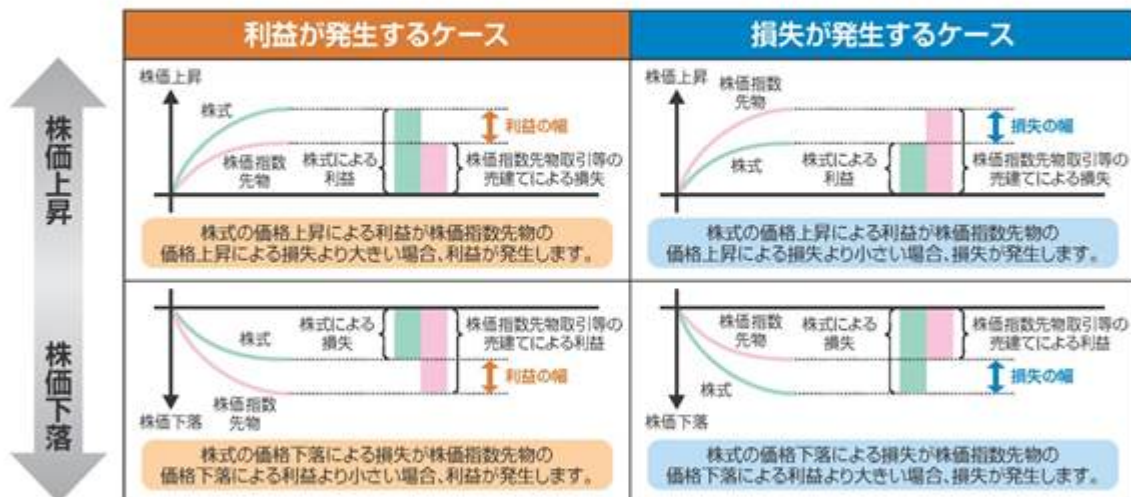 利益が発生するケース
損失が発生するケース
株価上昇
株価上昇
株式
株価指数
先物
株式による
利益
利益の幅
株価指数先物取引等の
売建てによる損失
株式の価格上昇による利益が株価指数先物の
価格上昇による損失より大きい場合、利益が発生します。
株価上昇
株価指数
先物
株式
株式による
利益
損失の幅
株価指数先物取引等の
売建てによる損失
株式の価格上昇による利益が株価指数先物の
価格上昇による損失より小さい場合、損失が発生します。
株価下落
株式
株価指数
先物
株価下落
株式による
損失
株価指数先物取引等の
売建てによる利益
利益の幅
株式の価格下落による損失が株価指数先物の
価格下落による利益より小さい場合、利益が発生します。
株価指数
先物
株式
株価下落
株式による
損失
株価指数先物取引等の
売建てによる利益
損失の幅
株式の価格下落による損失が株価指数先物の
価格下落による利益より大きい場合、損失が発生します。